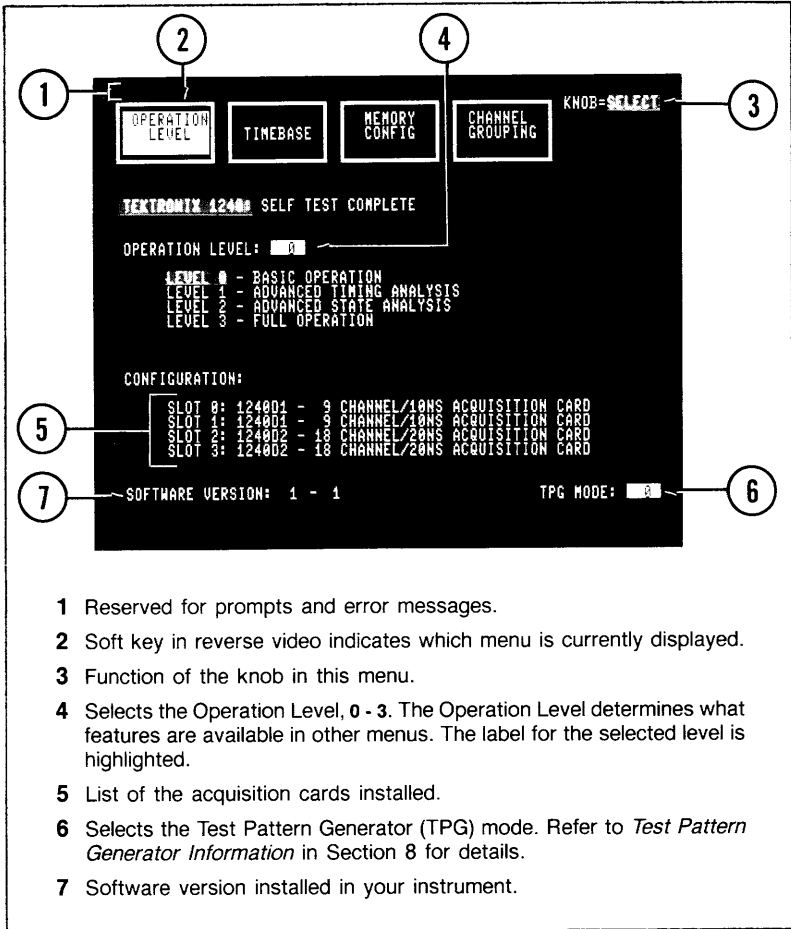 2
4
1
3
KNOB=SELECT
OPERATION LEVEL
TIMEBASE
MEMORY CONFIG
CHANNEL GROUPING
TEKTRONIX 1240: SELF TEST COMPLETE
OPERATION LEVEL: 0
LEVEL 0 - BASIC OPERATION
LEVEL 1 - ADVANCED TIMING ANALYSIS
LEVEL 2 - ADVANCED STATE ANALYSIS
LEVEL 3 - FULL OPERATION
CONFIGURATION:
5
SLOT 0: 1240D1 - 9 CHANNEL/10NS ACQUISITION CARD
SLOT 1: 1240D1 - 9 CHANNEL/10NS ACQUISITION CARD
SLOT 2: 1240D2 - 18 CHANNEL/20NS ACQUISITION CARD
SLOT 3: 1240D2 - 18 CHANNEL/20NS ACQUISITION CARD
7
SOFTWARE VERSION: 1 - 1
TPG MODE: 0
6
1 Reserved for prompts and error messages.
2 Soft key in reverse video indicates which menu is currently displayed.
3 Function of the knob in this menu.
4 Selects the Operation Level, 0 - 3. The Operation Level determines what
features are available in other menus. The label for the selected level is
highlighted.
5 List of the acquisition cards installed.
6 Selects the Test Pattern Generator (TPG) mode. Refer to Test Pattern
Generator Information in Section 8 for details.
7 Software version installed in your instrument.